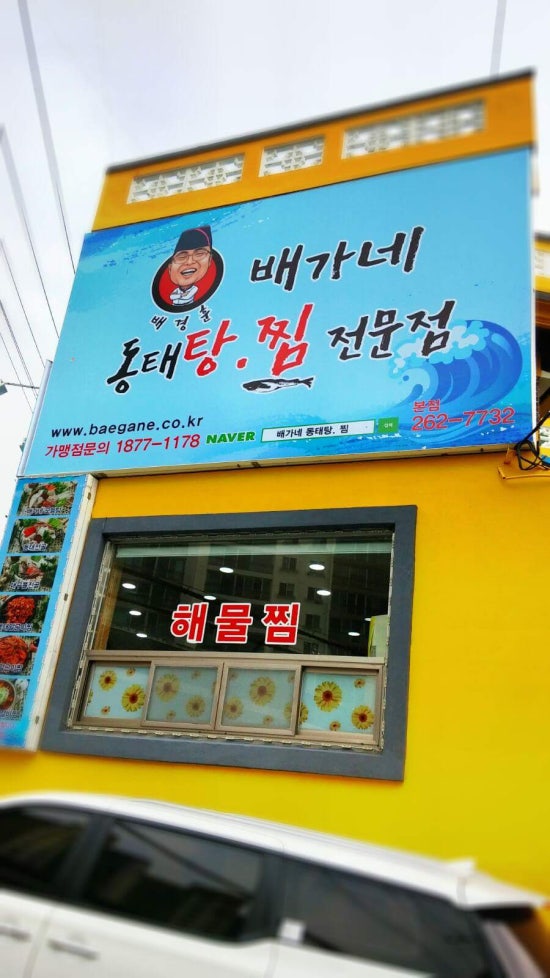 배가네
배경훈
동태탕.찜 전문점
www.baegane.co.kr
본점
가맹점문의 1877-1178 NAVER 배가네 동태탕. 찜 262-7732
해물찜